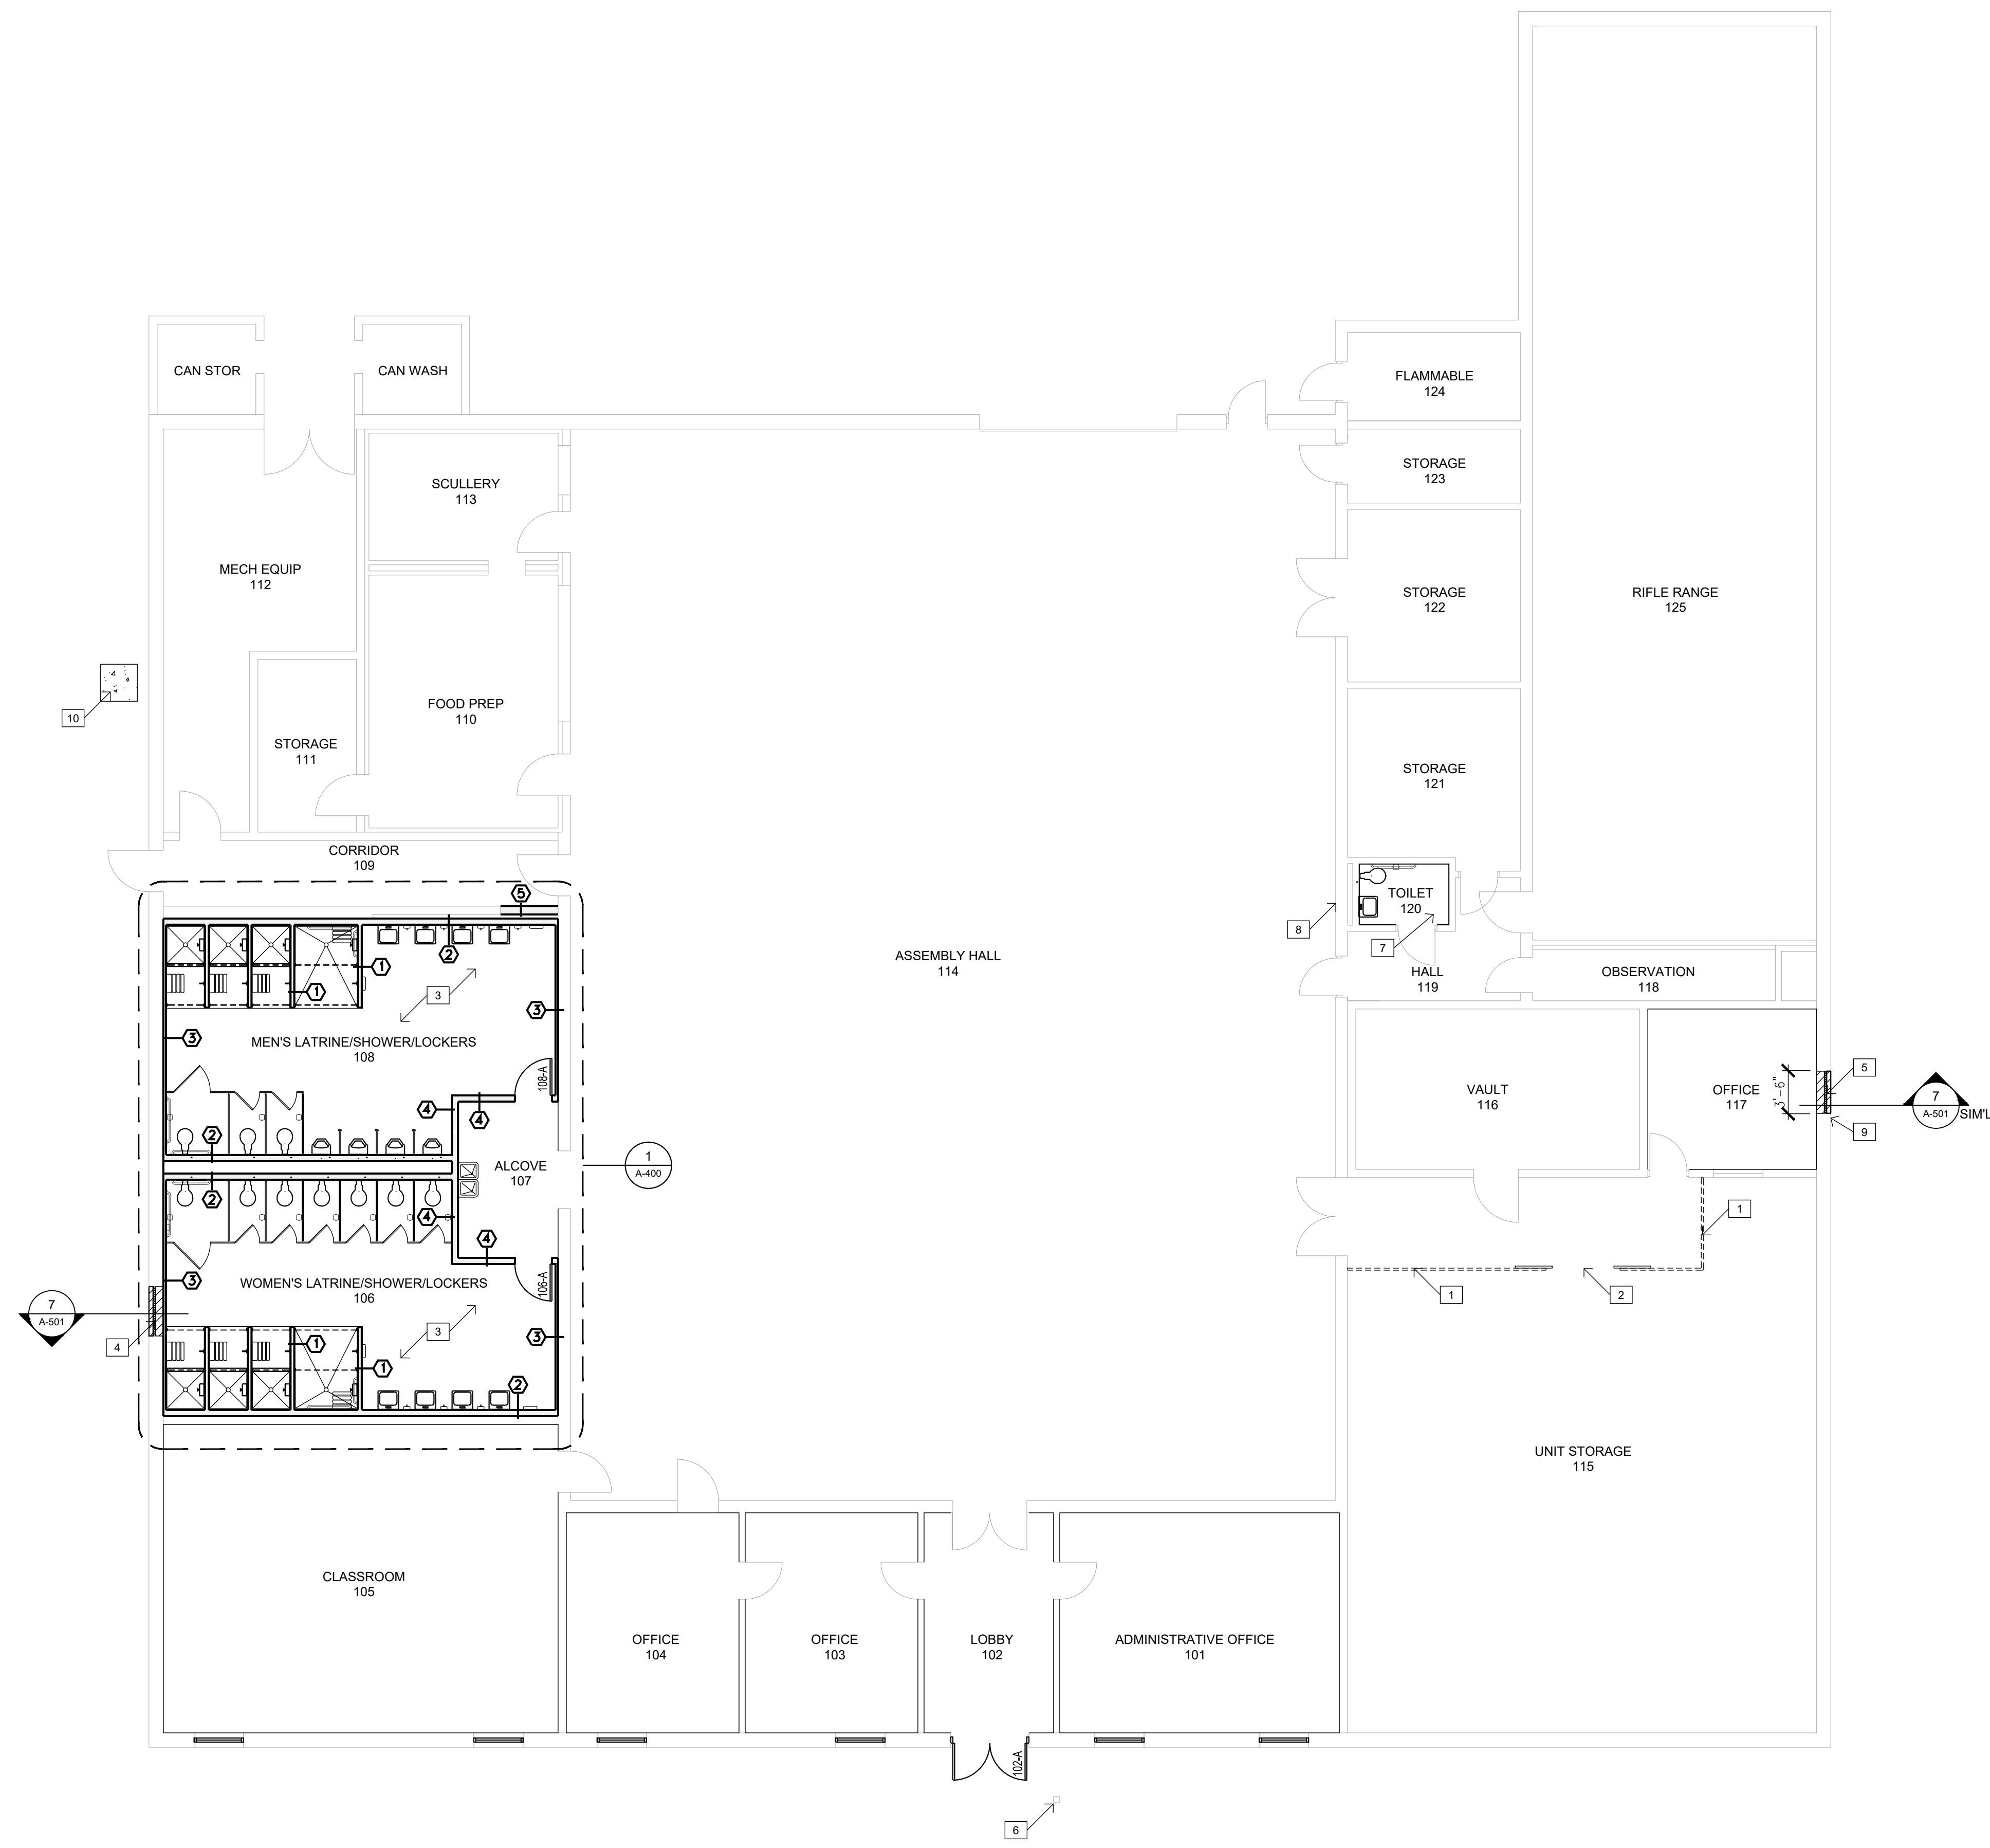 CAN STOR
CAN WASH
FLAMMABLE
124
SCULLERY
113
STORAGE
123
MECH EQUIP
112
STORAGE
122
RIFLE RANGE
125
10
FOOD PREP
110
STORAGE
111
STORAGE
121
CORRIDOR
109
5
TOILET
120
8
7
2
1
1
3
3
3
ASSEMBLY HALL
114
HALL
119
OBSERVATION
118
MEN'S LATRINE/SHOWER/LOCKERS
108
108-A
4
4
VAULT
116
OFFICE
117
3'-6"
5
7
A-501
SIM'L
9
2
2
ALCOVE
107
1
A-400
4
4
1
1
2
3
WOMEN'S LATRINE/SHOWER/LOCKERS
106
106-A
7
A-501
4
3
3
1
1
2
UNIT STORAGE
115
CLASSROOM
105
OFFICE
104
OFFICE
103
LOBBY
102
ADMINISTRATIVE OFFICE
101
102-A
6